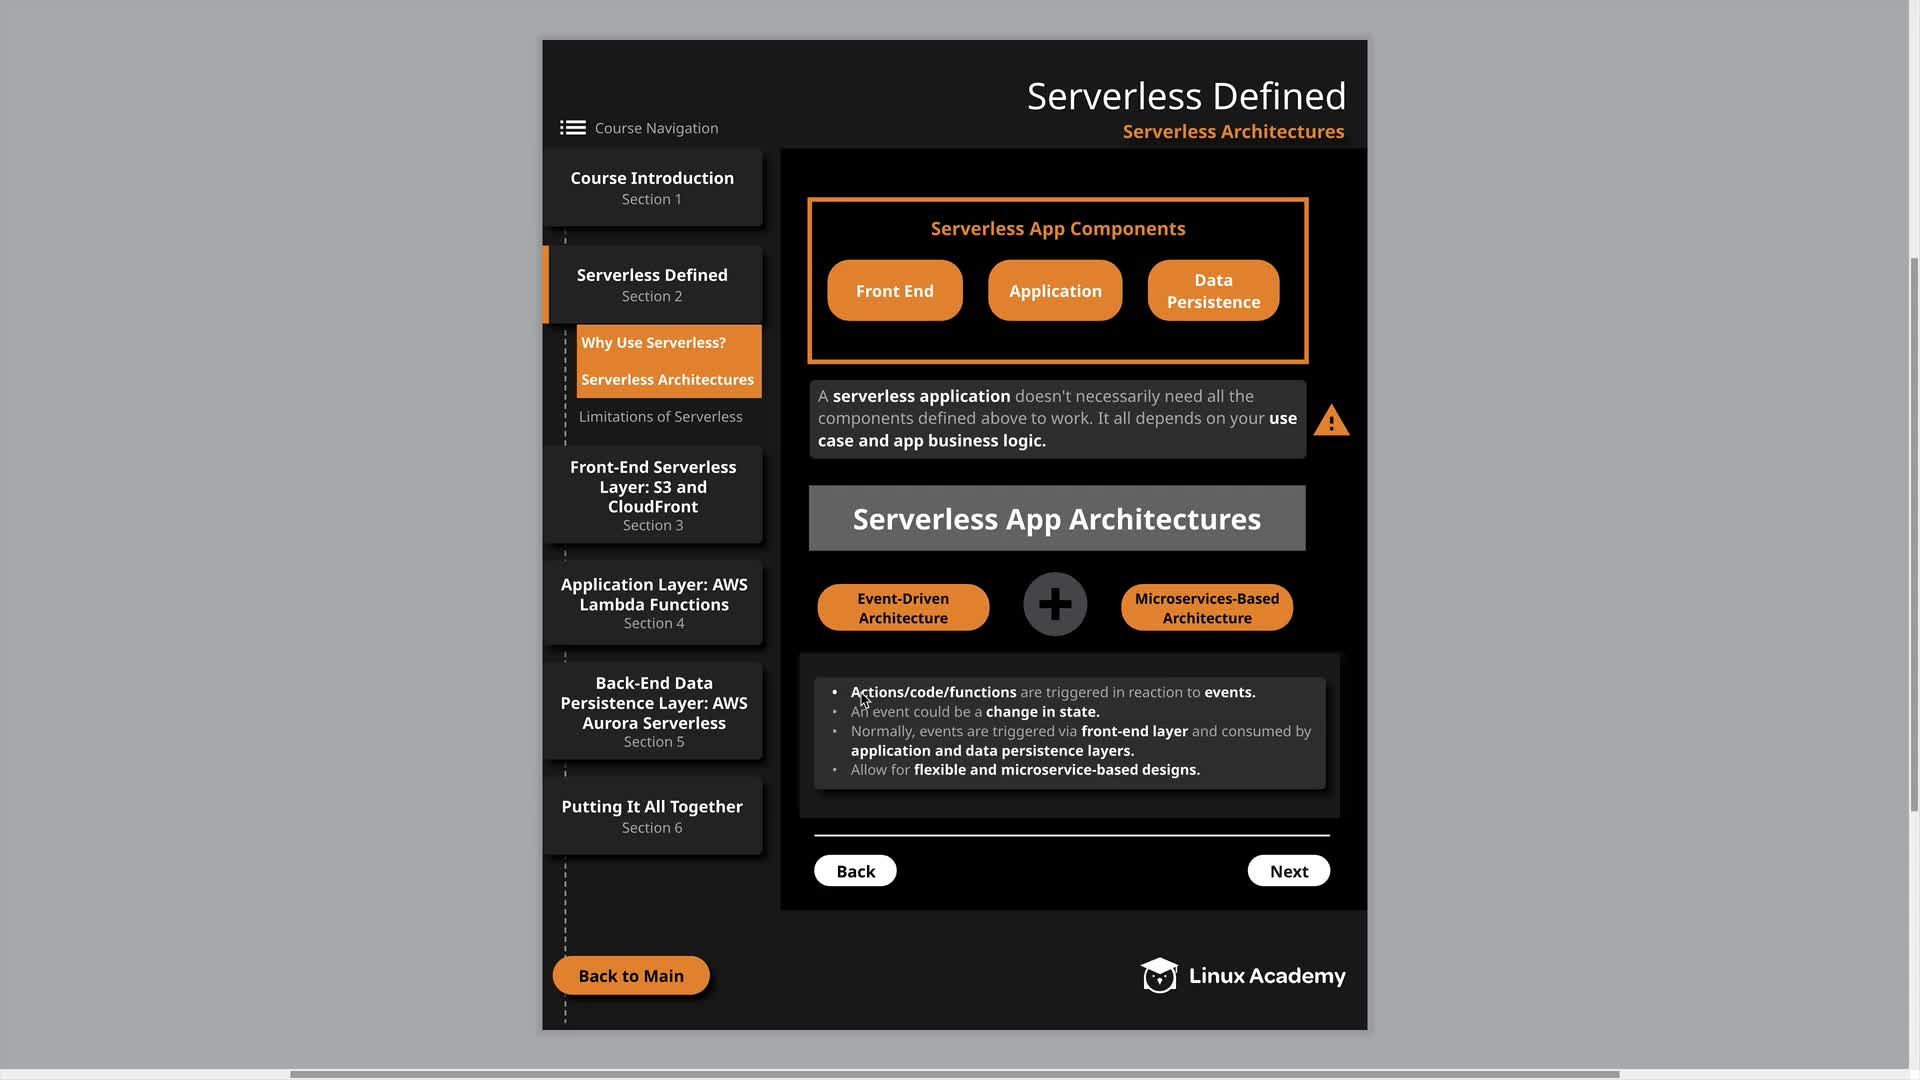 Serverless Defined
Serverless Architectures
Course Navigation
Course Introduction
Section 1
Serverless Defined
Section 2
Why Use Serverless?
Serverless Architectures
Limitations of Serverless
Front-End Serverless
Layer: S3 and
CloudFront
Section 3
Application Layer: AWS
Lambda Functions
Section 4
Back-End Data
Persistence Layer: AWS
Aurora Serverless
Section 5
Putting It All Together
Section 6
Back to Main
Serverless App Components
Front End
Application
Data
Persistence
A serverless application doesn't necessarily need all the
components defined above to work. It all depends on your use
case and app business logic.
Serverless App Architectures
Event-Driven
Architecture
Microservices-Based
Architecture
• Actions/code/functions are triggered in reaction to events.
• An event could be a change in state.
• Normally, events are triggered via front-end layer and consumed by
application and data persistence layers.
• Allow for flexible and microservice-based designs.
Back
Next
Linux Academy